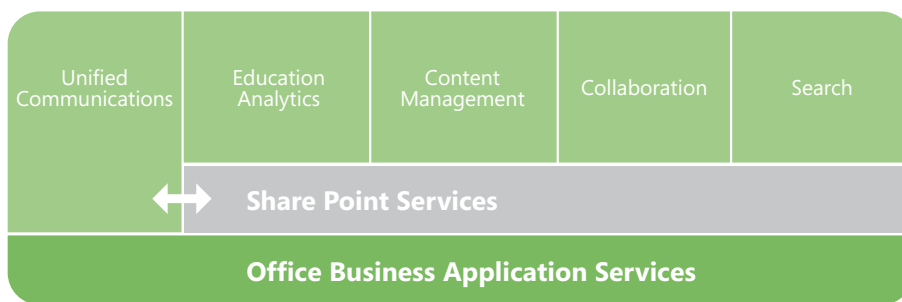 Unified
Communications
Education
Analytics
Content
Management
Collaboration
Search
Share Point Services
Office Business Application Services